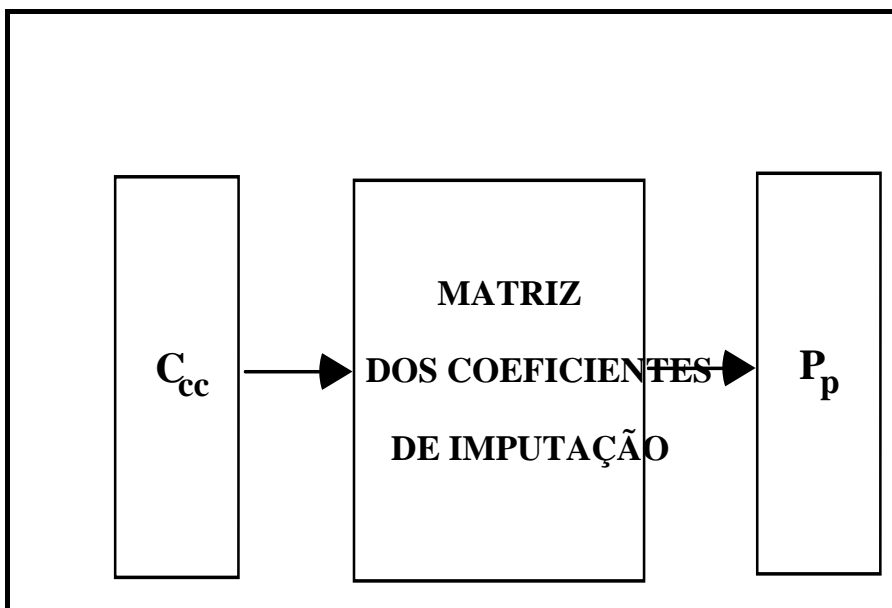 MATRIZ
C_cc DOS COEFICIENTES P_p
DE IMPUTAÇÃO